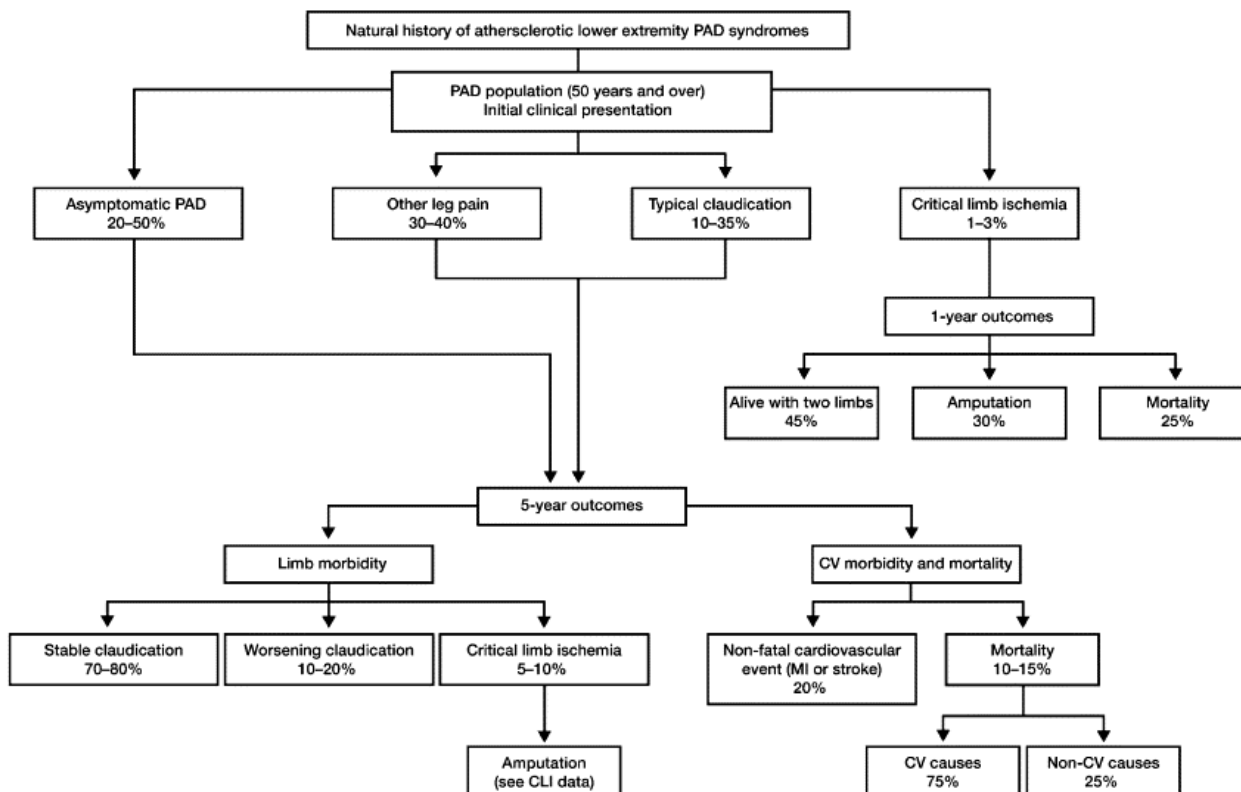 Natural history of athersclerotic lower extremity PAD syndromes
PAD population (50 years and over)
Initial clinical presentation
Asymptomatic PAD
20–50%
Other leg pain
30–40%
Typical claudication
10–35%
Critical limb ischemia
1–3%
1-year outcomes
Alive with two limbs
45%
Amputation
30%
Mortality
25%
5-year outcomes
Limb morbidity
CV morbidity and mortality
Stable claudication
70–80%
Worsening claudication
10–20%
Critical limb ischemia
5–10%
Non-fatal cardiovascular
event (MI or stroke)
20%
Mortality
10–15%
Amputation
(see CLI data)
CV causes
75%
Non-CV causes
25%